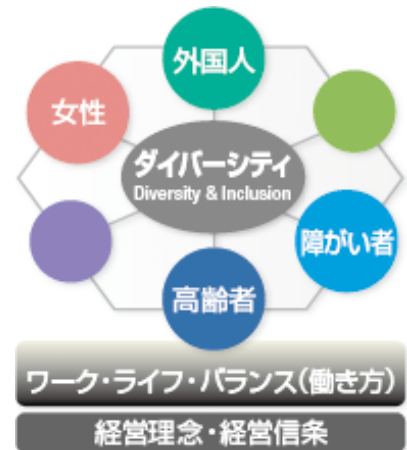 外国人
女性
ダイバーシティ
Diversity & Inclusion
障がい者
高齢者
ワーク・ライフ・バランス(働き方)
経営理念・経営信条